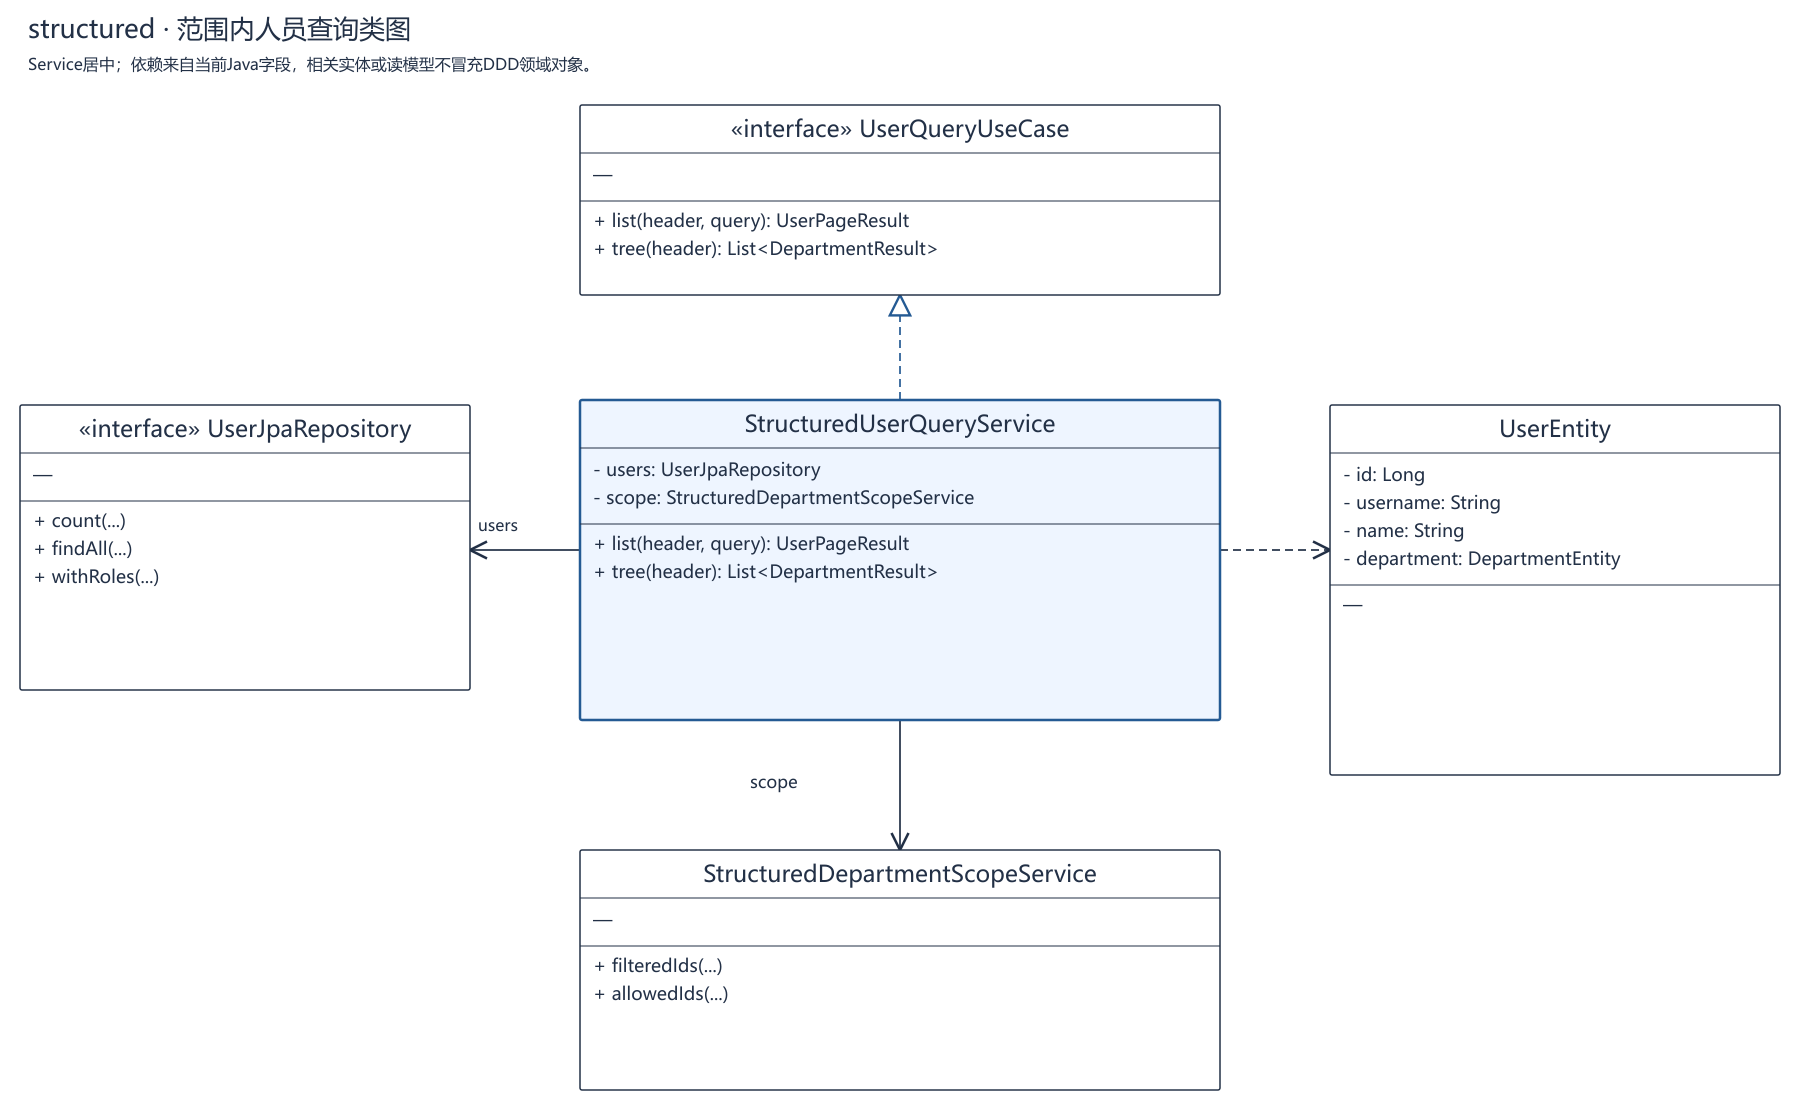 structured · 范围内人员查询类图
Service居中；依赖来自当前Java字段，相关实体或读模型不冒充DDD领域对象。
«interface» UserQueryUseCase
—
+ list(header, query): UserPageResult
+ tree(header): List<DepartmentResult>
«interface» UserJpaRepository
—
+ count(...)
+ findAll(...)
+ withRoles(...)
users
StructuredUserQueryService
- users: UserJpaRepository
- scope: StructuredDepartmentScopeService
+ list(header, query): UserPageResult
+ tree(header): List<DepartmentResult>
UserEntity
- id: Long
- username: String
- name: String
- department: DepartmentEntity
—
scope
StructuredDepartmentScopeService
—
+ filteredIds(...)
+ allowedIds(...)